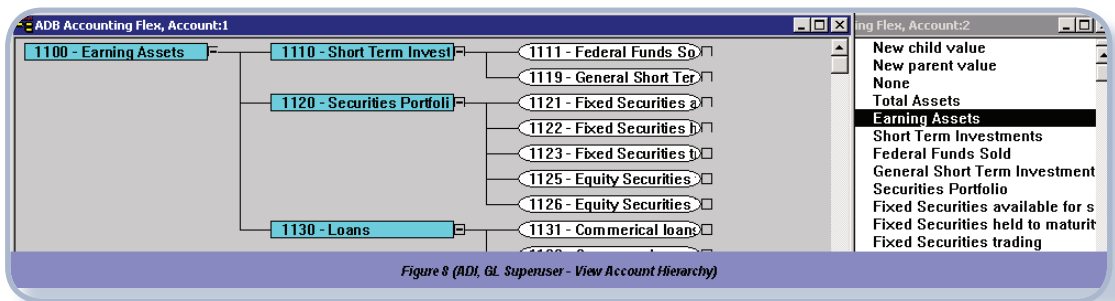 ADB Accounting Flex, Account:1
1100 - Earning Assets
1110 - Short Term Invest
1111 - Federal Funds So
1119 - General Short Ter
1120 - Securities Portfoli
1121 - Fixed Securities a
1122 - Fixed Securities h
1123 - Fixed Securities t
1125 - Equity Securities
1126 - Equity Securities
1130 - Loans
1131 - Commerical loans
ing Flex, Account:2
New child value
New parent value
None
Total Assets
Earning Assets
Short Term Investments
Federal Funds Sold
General Short Term Investment
Securities Portfolio
Fixed Securities available for s
Fixed Securities held to maturit
Fixed Securities trading
Figure 8 (ADI, GL Superuser - View Account Hierarchy)